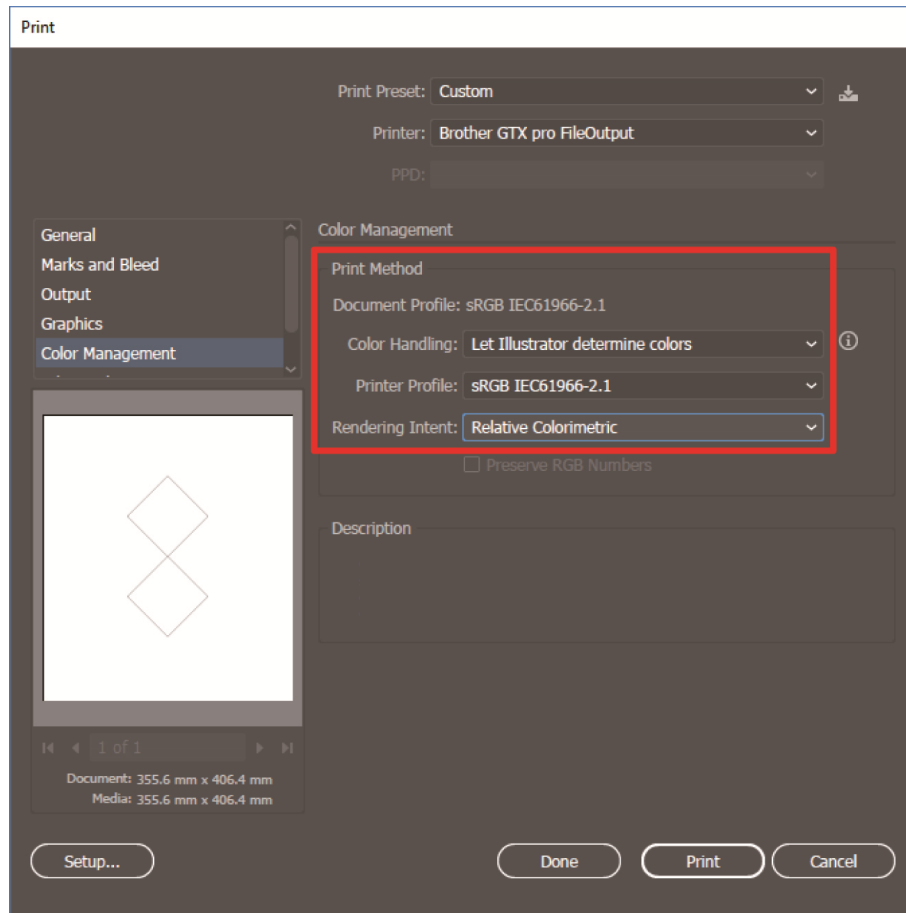 Print
Print Preset: Custom
Printer: Brother GTX pro FileOutput
PPD:
General
Marks and Bleed
Output
Graphics
Color Management
Color Management
Print Method
Document Profile: sRGB IEC61966-2.1
Color Handling: Let Illustrator determine colors
Printer Profile: sRGB IEC61966-2.1
Rendering Intent: Relative Colorimetric
Preserve RGB Numbers
Description
1 of 1
Document: 355.6 mm x 406.4 mm
Media: 355.6 mm x 406.4 mm
Setup... Done Print Cancel